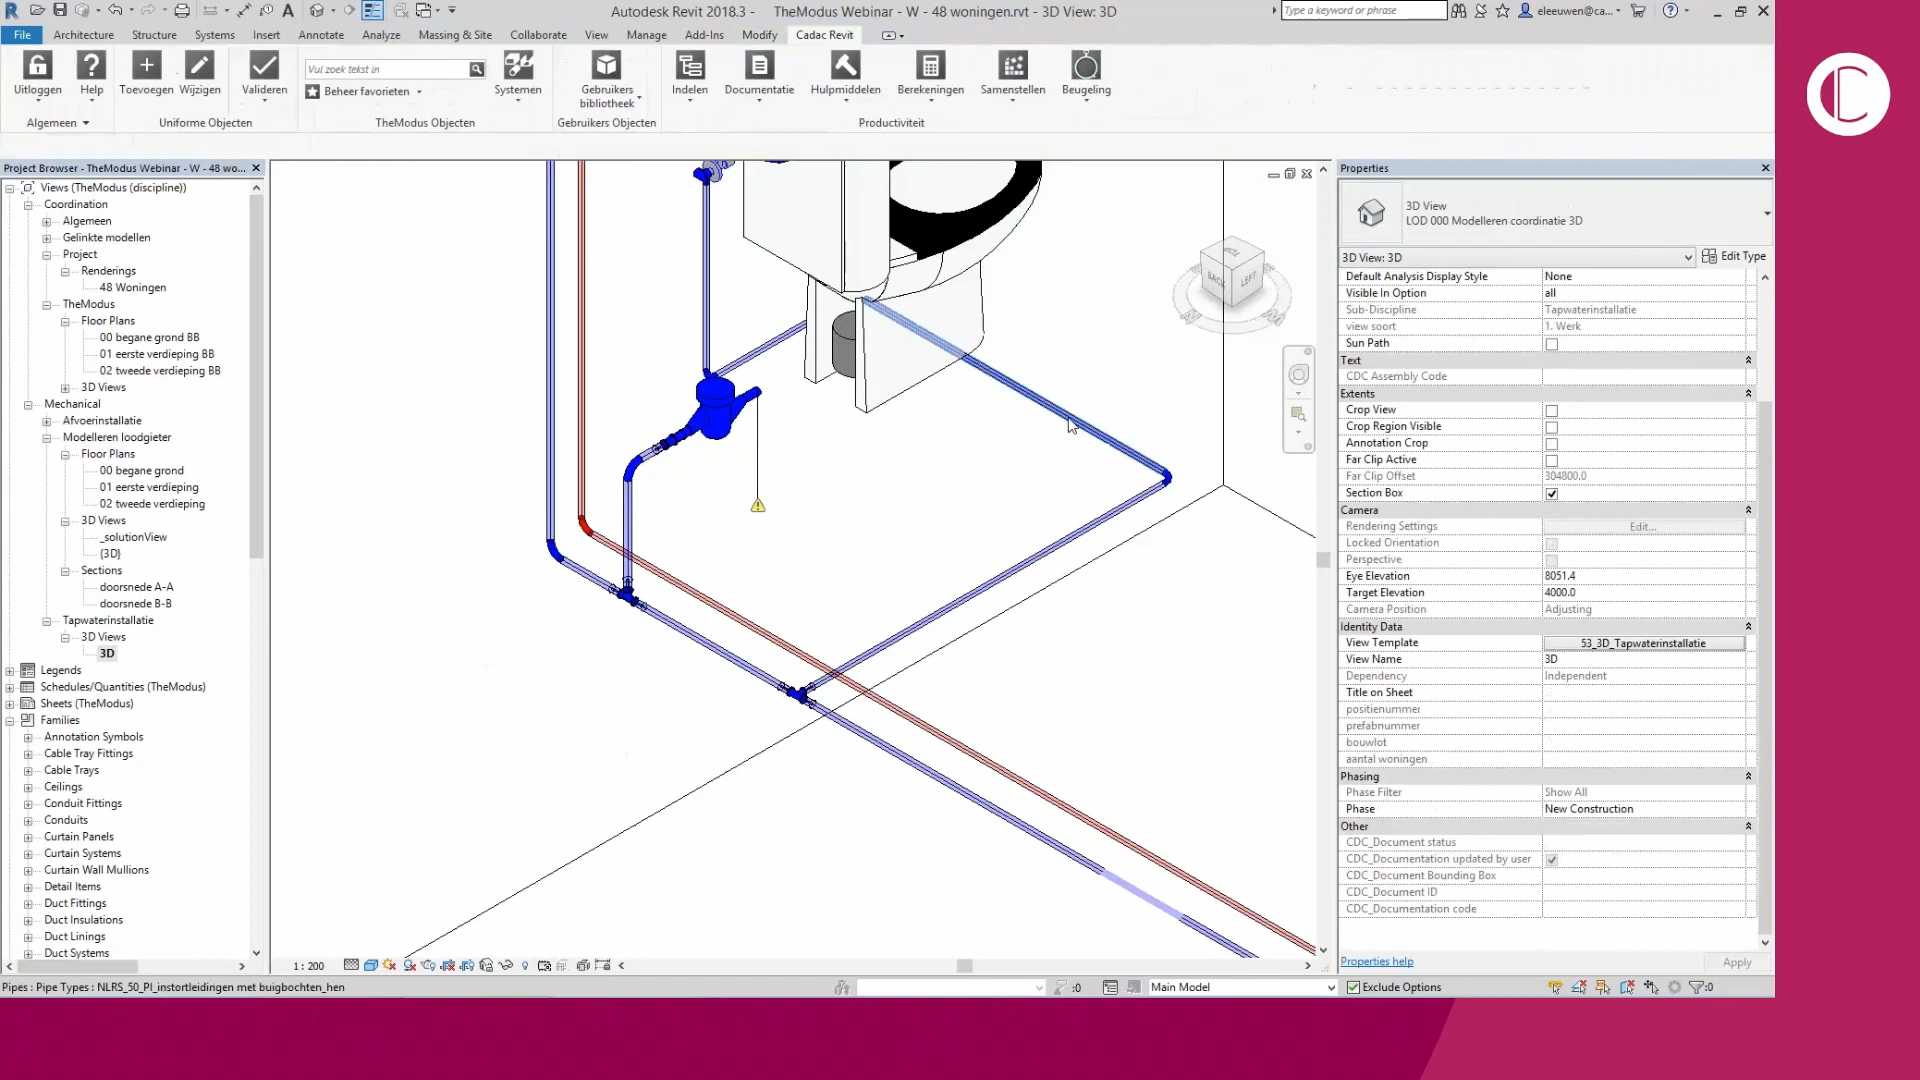 Autodesk Revit 2018.3 - TheModus Webinar - W - 48 woningen.rvt - 3D View: 3D
Type a keyword or phrase
eleeuwen@ca...
File
Architecture
Structure
Systems
Insert
Annotate
Analyze
Massing & Site
Collaborate
View
Manage
Add-Ins
Modify
Cadac Revit
Uitloggen
Help
Toevoegen
Wijzigen
Valideren
Vul zoek tekst in
Beheer favorieten
Systemen
Gebruikers
bibliotheek
Indelen
Documentatie
Hulpmiddelen
Berekeningen
Samenstellen
Beugeling
Algemeen
Uniforme Objecten
TheModus Objecten
Gebruikers Objecten
Productiviteit
Project Browser - TheModus Webinar - W - 48 wo...
Views (TheModus (discipline))
Coordination
Algemeen
Gelinkte modellen
Project
Renderings
48 Woningen
TheModus
Floor Plans
00 begane grond BB
01 eerste verdieping BB
02 tweede verdieping BB
3D Views
Mechanical
Afvoerinstallatie
Modelleren loodgieter
Floor Plans
00 begane grond
01 eerste verdieping
02 tweede verdieping
3D Views
_solutionView
{3D}
Sections
doorsnede A-A
doorsnede B-B
Tapwaterinstallatie
3D Views
3D
Legends
Schedules/Quantities (TheModus)
Sheets (TheModus)
Families
Annotation Symbols
Cable Tray Fittings
Cable Trays
Ceilings
Conduit Fittings
Conduits
Curtain Panels
Curtain Systems
Curtain Wall Mullions
Detail Items
Duct Fittings
Duct Insulations
Duct Linings
Duct Systems
BACK
LEFT
1 : 200
Properties
3D View
LOD 000 Modelleren coordinatie 3D
3D View: 3D
Edit Type
Default Analysis Display Style None
Visible In Option all
Sub-Discipline Tapwaterinstallatie
view soort 1. Werk
Sun Path
Text
CDC Assembly Code
Extents
Crop View
Crop Region Visible
Annotation Crop
Far Clip Active
Far Clip Offset 304800.0
Section Box
Camera
Rendering Settings Edit...
Locked Orientation
Perspective
Eye Elevation 8051.4
Target Elevation 4000.0
Camera Position Adjusting
Identity Data
View Template 53_3D_Tapwaterinstallatie
View Name 3D
Dependency Independent
Title on Sheet
positienummer
prefabnummer
bouwlot
aantal woningen
Phasing
Phase Filter Show All
Phase New Construction
Other
CDC_Document status
CDC_Documentation updated by user
CDC_Document Bounding Box
CDC_Document ID
CDC_Documentation code
Properties help
Apply
Pipes : Pipe Types : NLRS_50_PI_instortleidingen met buigbochten_hen
:0
Main Model
Exclude Options
:0